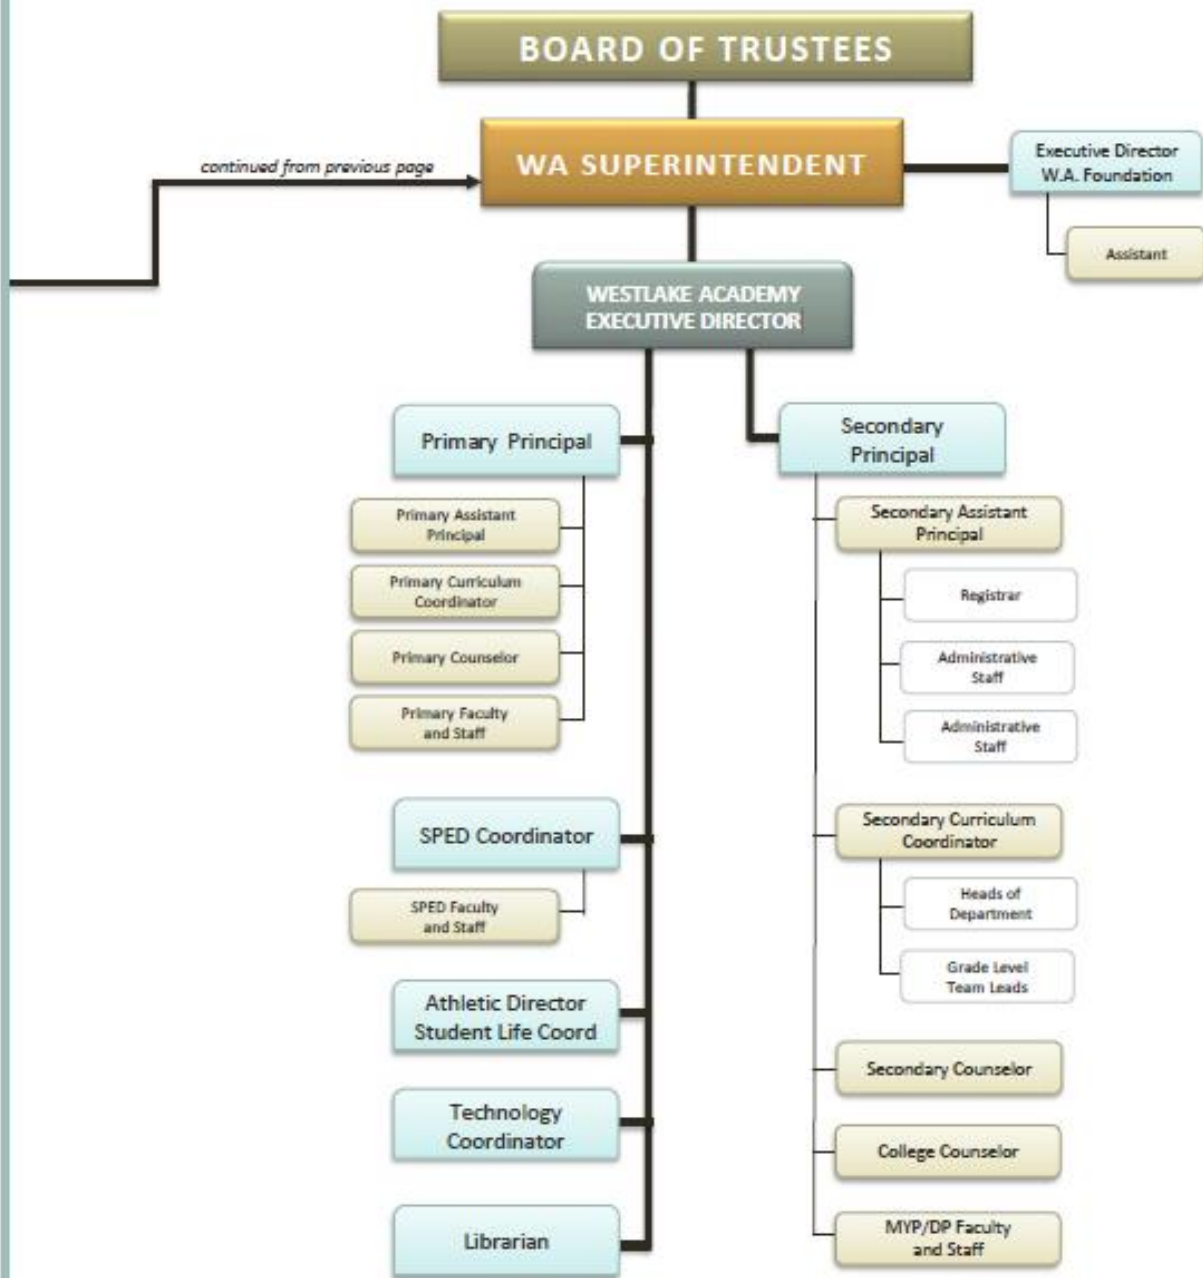 BOARD OF TRUSTEES
continued from previous page
WA SUPERINTENDENT
Executive Director
W.A. Foundation
Assistant
WESTLAKE ACADEMY
EXECUTIVE DIRECTOR
Primary Principal
Primary Assistant
Principal
Primary Curriculum
Coordinator
Primary Counselor
Primary Faculty
and Staff
SPED Coordinator
SPED Faculty
and Staff
Athletic Director
Student Life Coord
Technology
Coordinator
Librarian
Secondary
Principal
Secondary Assistant
Principal
Registrar
Administrative
Staff
Administrative
Staff
Secondary Curriculum
Coordinator
Heads of
Department
Grade Level
Team Leads
Secondary Counselor
College Counselor
MYP/DP Faculty
and Staff